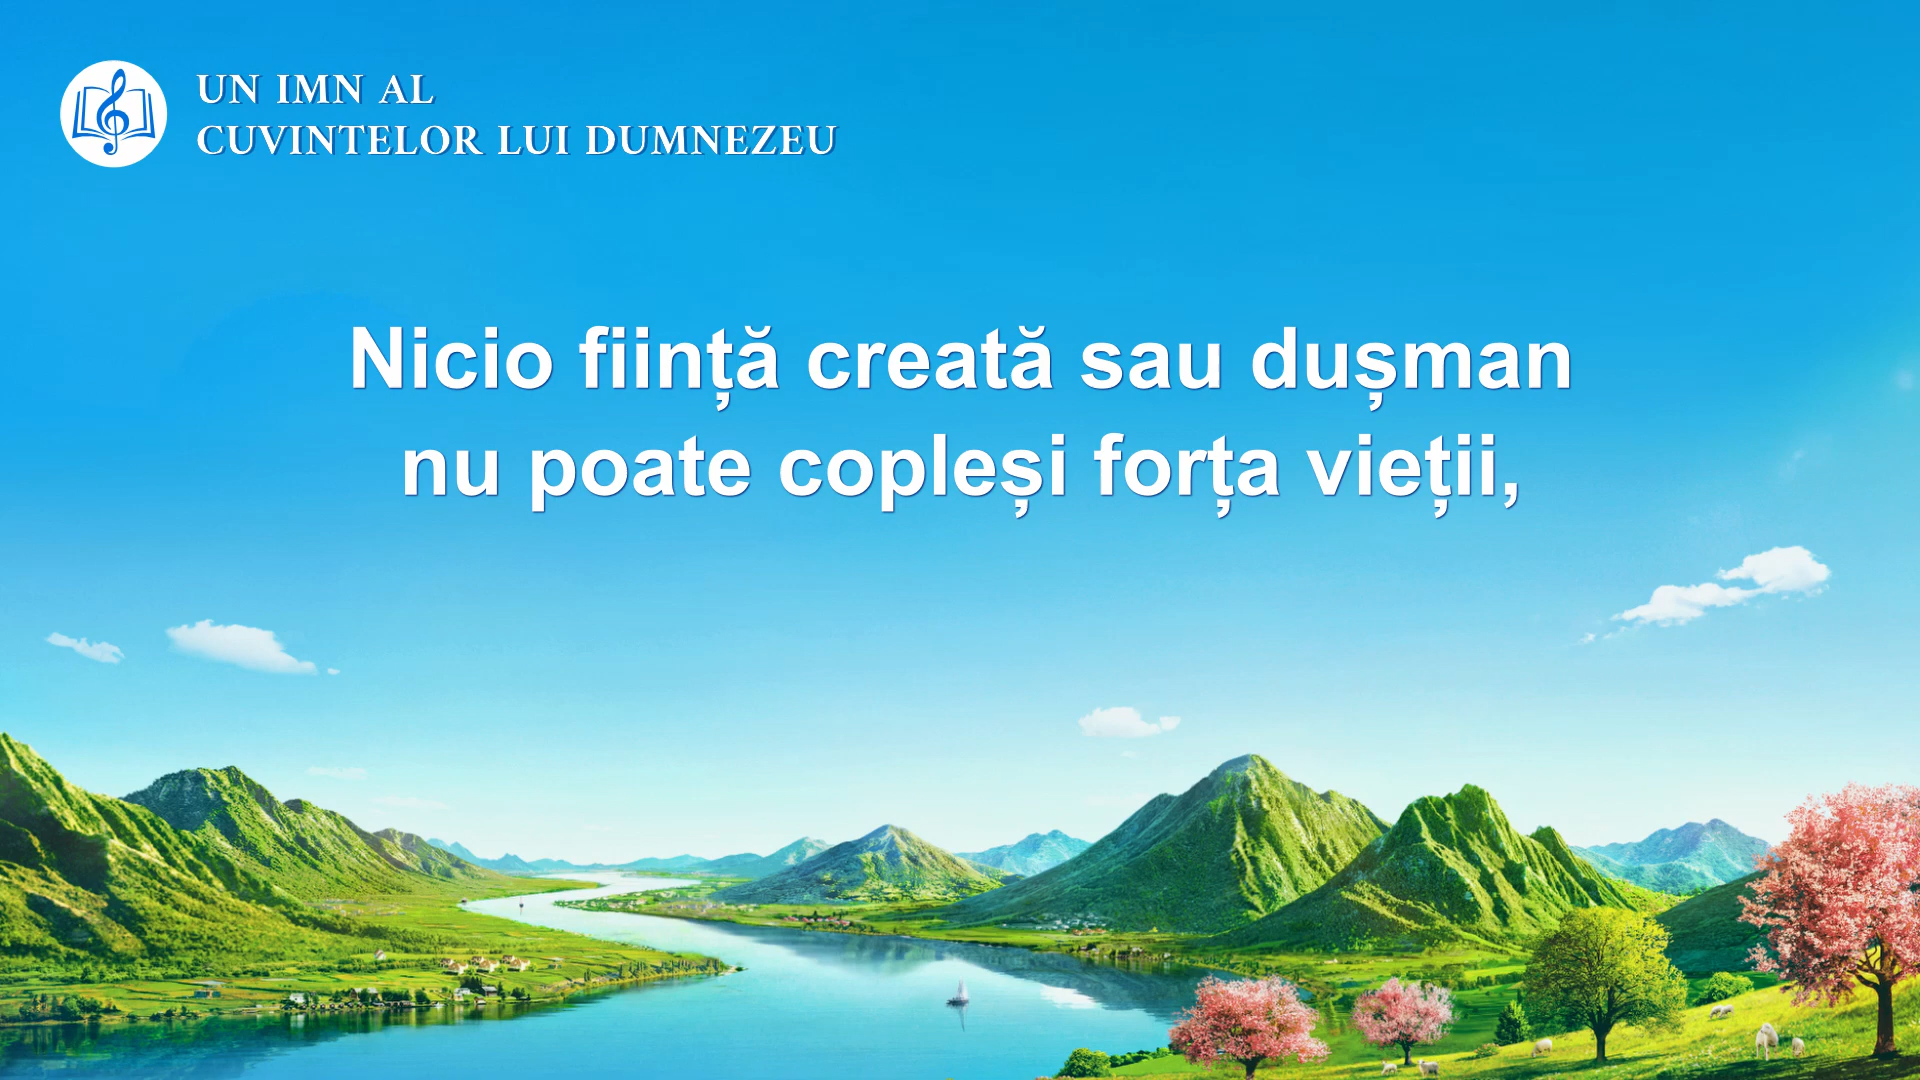 UN IMN AL
CUVINTELOR LUI DUMNEZEU
Nicio ființă creată sau dușman
nu poate copleși forța vieții,